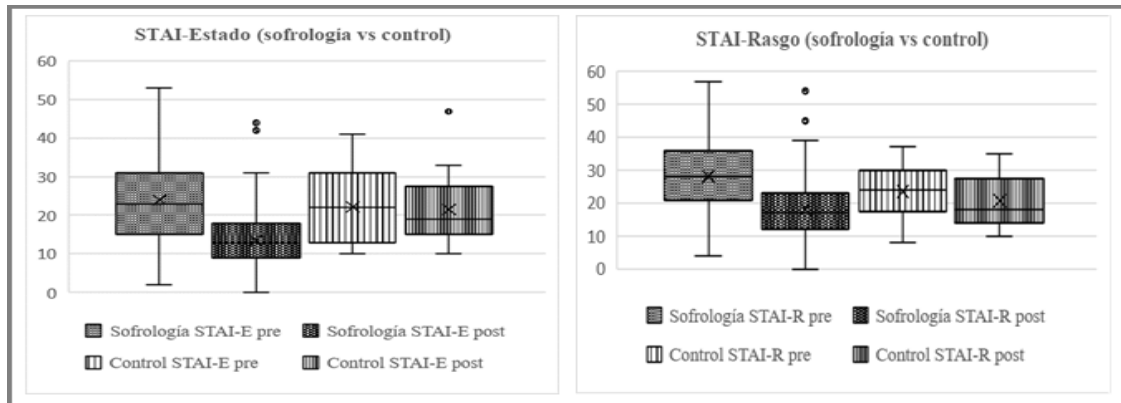 STAI-Estado (sofrología vs control)
60
50
40
30
20
10
0
Sofrología STAI-E pre
Sofrología STAI-E post
Control STAI-E pre
Control STAI-E post
STAI-Rasgo (sofrología vs control)
60
50
40
30
20
10
0
Sofrología STAI-R pre
Sofrología STAI-R post
Control STAI-R pre
Control STAI-R post